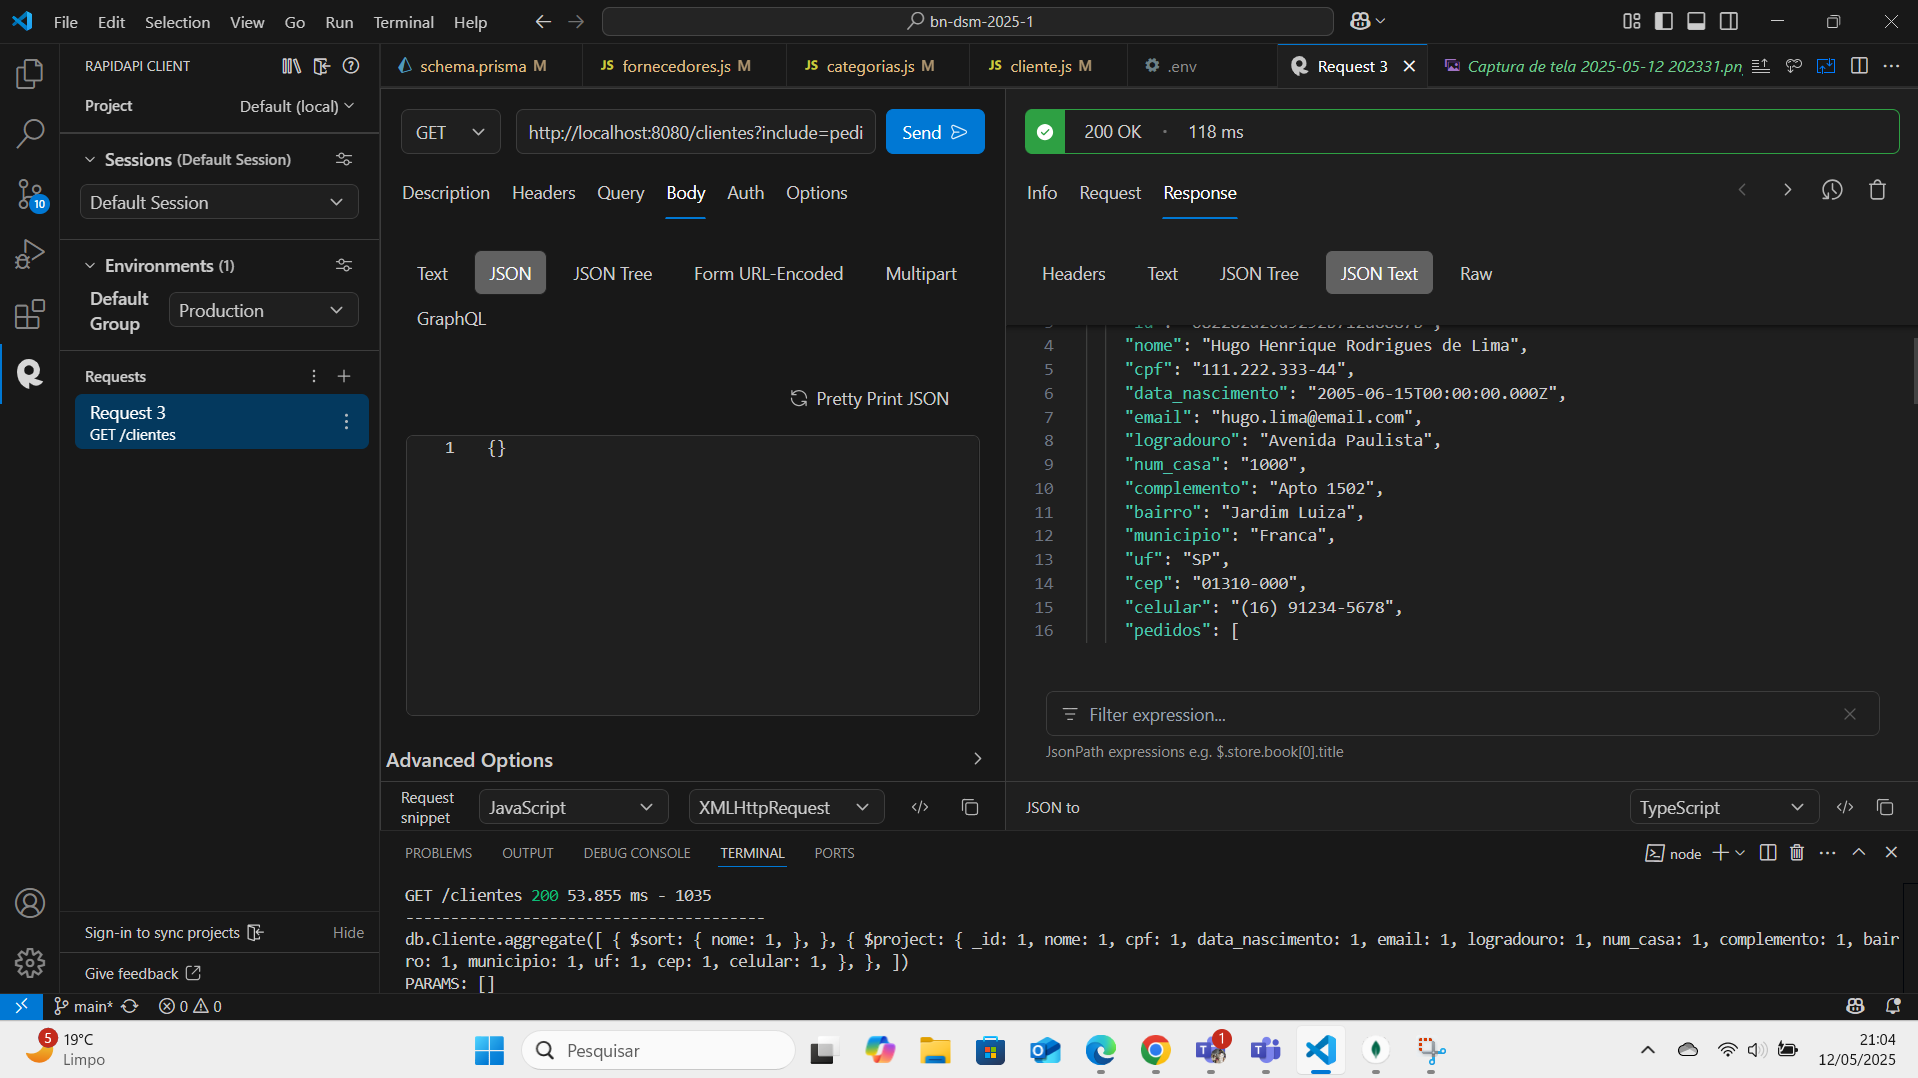 File Edit Selection View Go Run Terminal Help
bn-dsm-2025-1
RAPIDAPI CLIENT
Project Default (local)
Sessions (Default Session)
Default Session
Environments (1)
Default Group Production
Requests
Request 3
GET /clientes
Sign-in to sync projects Hide
Give feedback
10
schema.prisma M
JS fornecedores.js M
JS categorias.js M
JS cliente.js M
.env
Request 3
Captura de tela 2025-05-12 202331.pn
GET http://localhost:8080/clientes?include=pedi Send
Description Headers Query Body Auth Options
Text JSON JSON Tree Form URL-Encoded Multipart
GraphQL
Pretty Print JSON
1 {}
Advanced Options
Request snippet JavaScript XMLHttpRequest
200 OK · 118 ms
Info Request Response
Headers Text JSON Tree JSON Text Raw
4 "nome": "Hugo Henrique Rodrigues de Lima",
5 "cpf": "111.222.333-44",
6 "data_nascimento": "2005-06-15T00:00:00.000Z",
7 "email": "hugo.lima@email.com",
8 "logradouro": "Avenida Paulista",
9 "num_casa": "1000",
10 "complemento": "Apto 1502",
11 "bairro": "Jardim Luiza",
12 "municipio": "Franca",
13 "uf": "SP",
14 "cep": "01310-000",
15 "celular": "(16) 91234-5678",
16 "pedidos": [
Filter expression...
JsonPath expressions e.g. $.store.book[0].title
JSON to TypeScript
PROBLEMS OUTPUT DEBUG CONSOLE TERMINAL PORTS
node
GET /clientes 200 53.855 ms - 1035
--------------------------------------
db.Cliente.aggregate([ { $sort: { nome: 1, }, }, { $project: { _id: 1, nome: 1, cpf: 1, data_nascimento: 1, email: 1, logradouro: 1, num_casa: 1, complemento: 1, bair
ro: 1, municipio: 1, uf: 1, cep: 1, celular: 1, }, }, ])
PARAMS: []
main* 0 0
5 19°C
Limpo
Pesquisar
1
21:04
12/05/2025